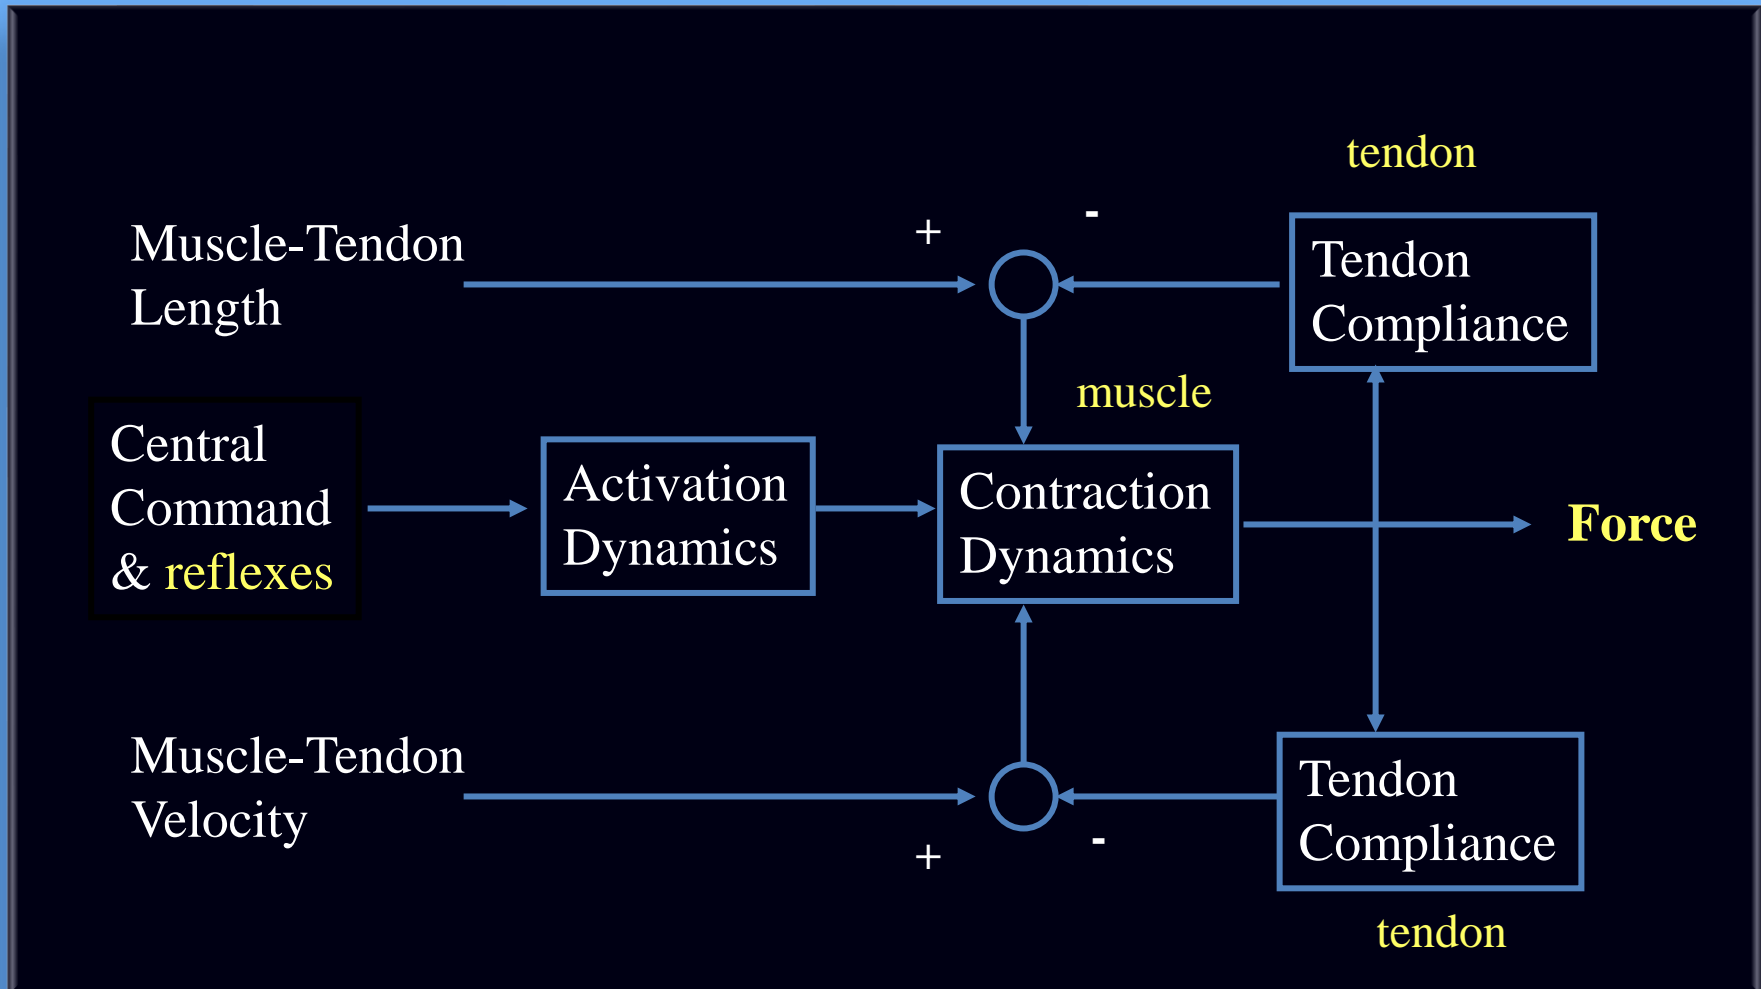 tendon
+
-
Muscle-Tendon
Length
Tendon
Compliance
muscle
Central
Command
& reflexes
Activation
Dynamics
Contraction
Dynamics
Force
Muscle-Tendon
Velocity
+
-
Tendon
Compliance
tendon